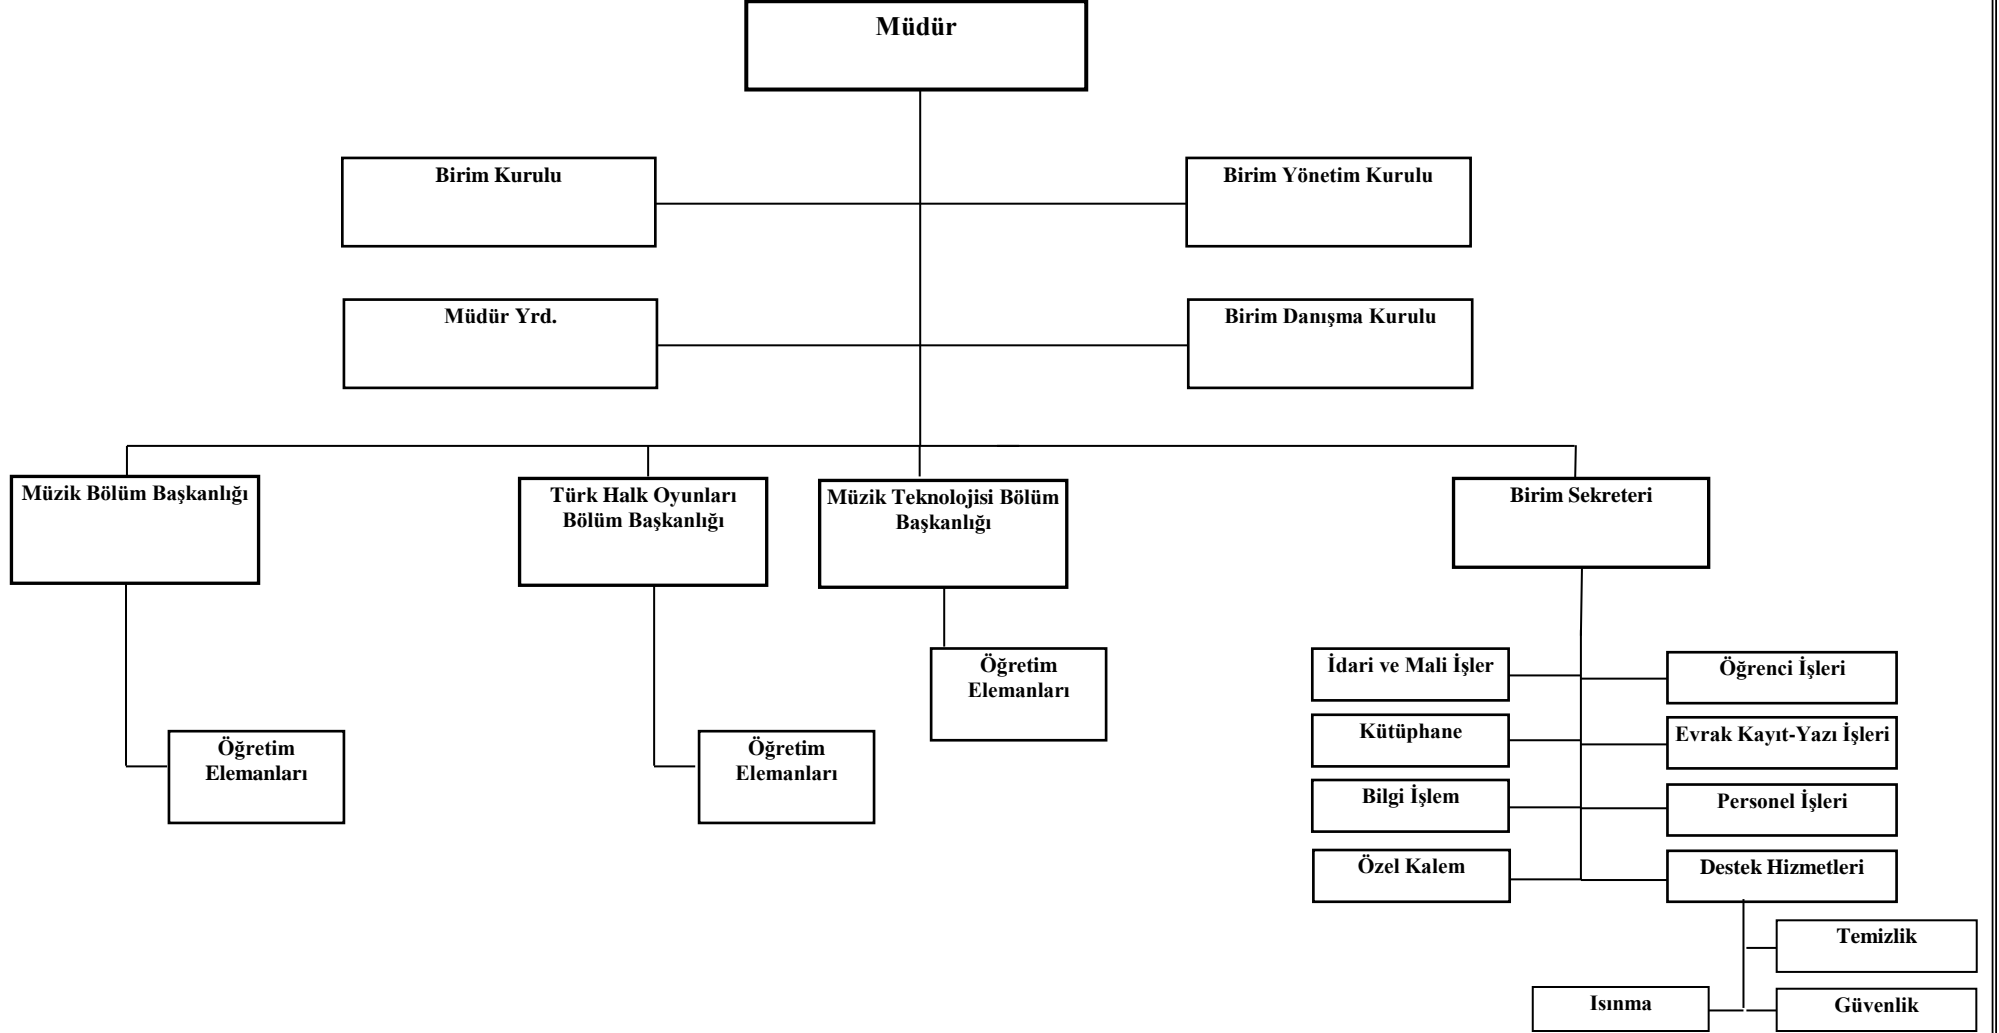 Müdür
Birim Kurulu
Birim Yönetim Kurulu
Müdür Yrd.
Birim Danışma Kurulu
Müzik Bölüm Başkanlığı
Türk Halk Oyunları
Bölüm Başkanlığı
Müzik Teknolojisi Bölüm
Başkanlığı
Birim Sekreteri
Öğretim
Elemanları
Öğretim
Elemanları
Öğretim
Elemanları
İdari ve Mali İşler
Öğrenci İşleri
Kütüphane
Evrak Kayıt-Yazı İşleri
Bilgi İşlem
Personel İşleri
Özel Kalem
Destek Hizmetleri
Temizlik
Isınma
Güvenlik